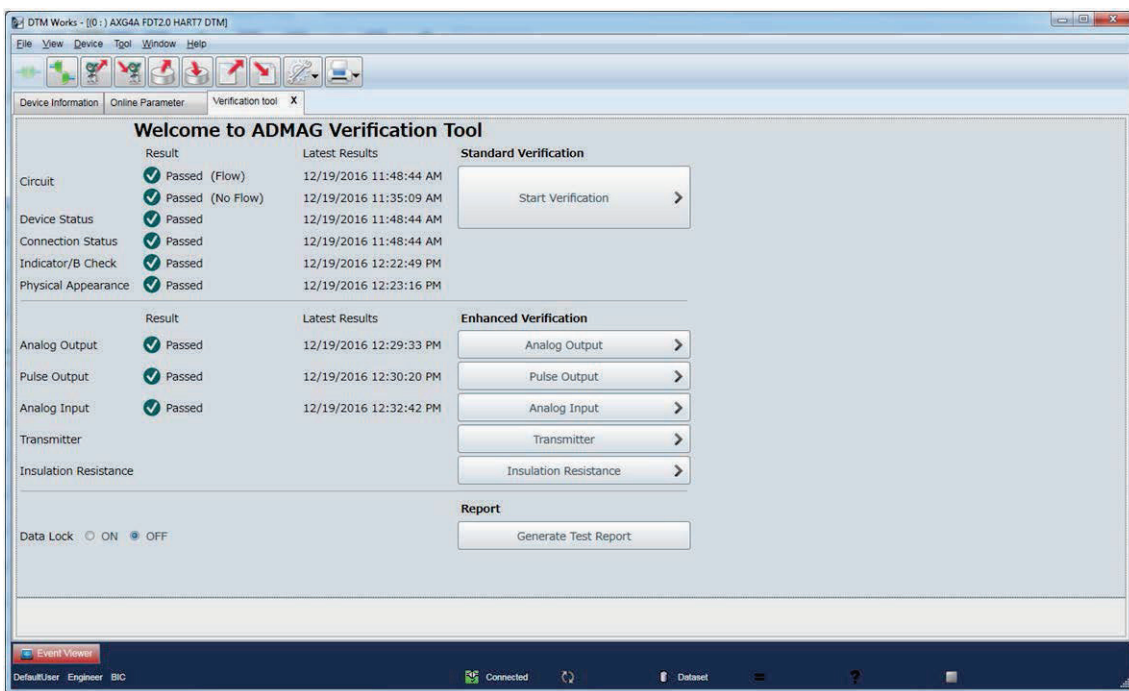 DTM Works - [(0 : ) AXG4A FDT2.0 HART7 DTM]
File View Device Tool Window Help
Device Information Online Parameter Verification tool X
Welcome to ADMAG Verification Tool
Result Latest Results Standard Verification
Circuit Passed (Flow) 12/19/2016 11:48:44 AM Start Verification
Passed (No Flow) 12/19/2016 11:35:09 AM
Device Status Passed 12/19/2016 11:48:44 AM
Connection Status Passed 12/19/2016 11:48:44 AM
Indicator/B Check Passed 12/19/2016 12:22:49 PM
Physical Appearance Passed 12/19/2016 12:23:16 PM
Result Latest Results Enhanced Verification
Analog Output Passed 12/19/2016 12:29:33 PM Analog Output
Pulse Output Passed 12/19/2016 12:30:20 PM Pulse Output
Analog Input Passed 12/19/2016 12:32:42 PM Analog Input
Transmitter Transmitter
Insulation Resistance Insulation Resistance
Report
Data Lock ON OFF Generate Test Report
Event Viewer
DefaultUser Engineer BIC Connected Dataset = ?